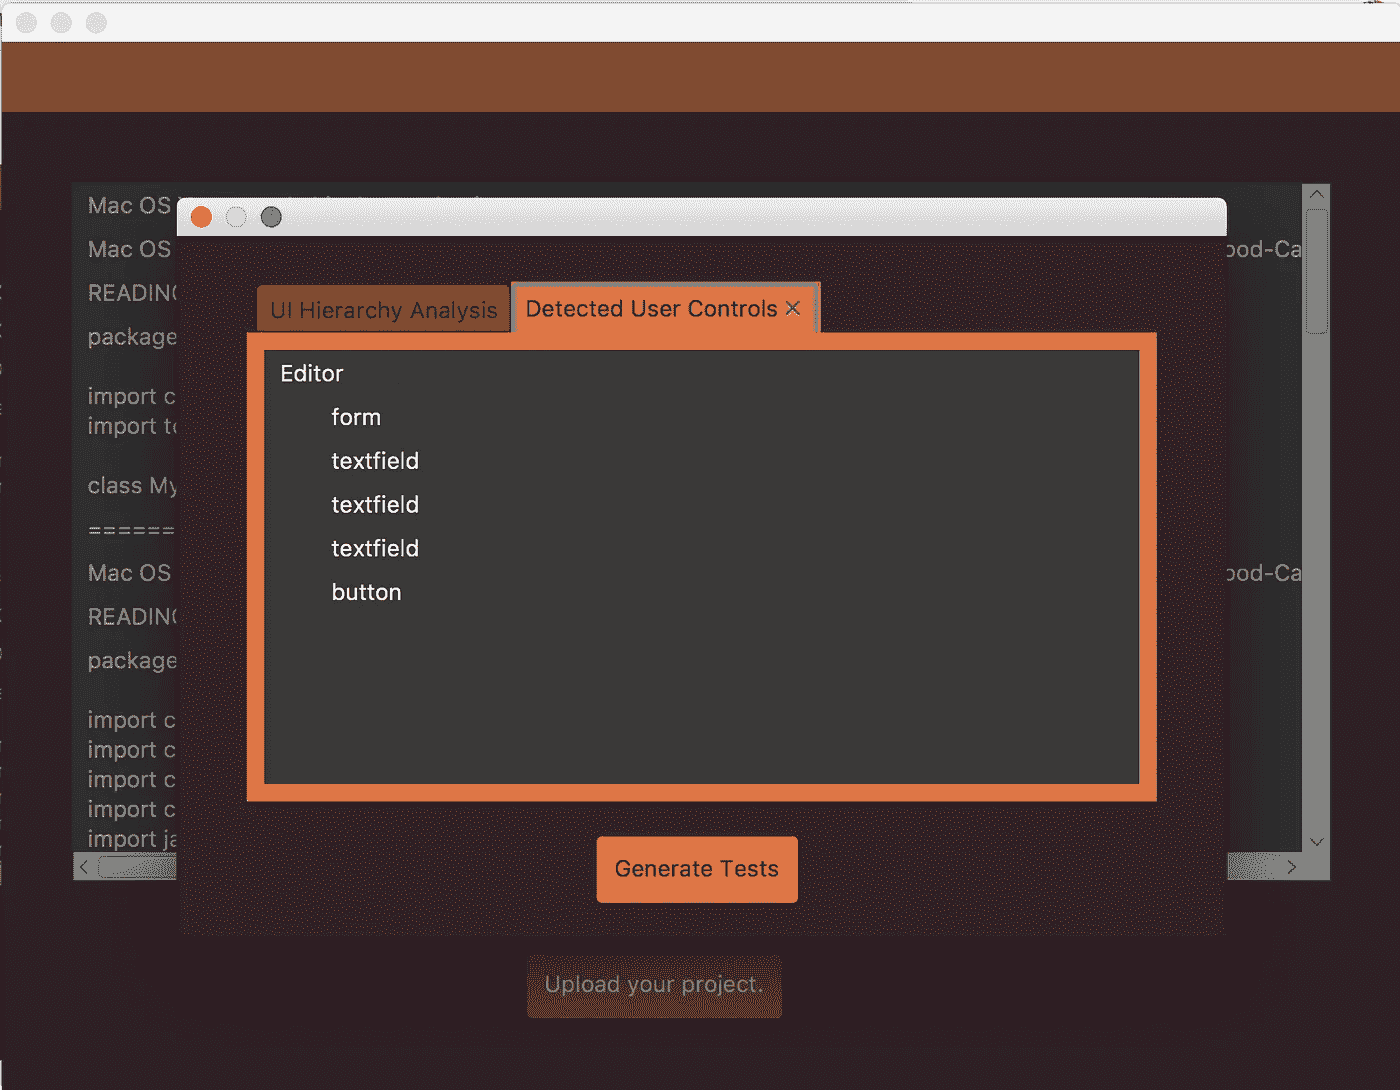 Mac OS
Mac OS
READING
package
import c
import t
class My
======
Mac OS
READING
package
import c
import c
import c
import c
import ja
ood-Ca
ood-Ca
UI Hierarchy Analysis
Detected User Controls ×
Editor
form
textfield
textfield
textfield
button
Generate Tests
Upload your project.